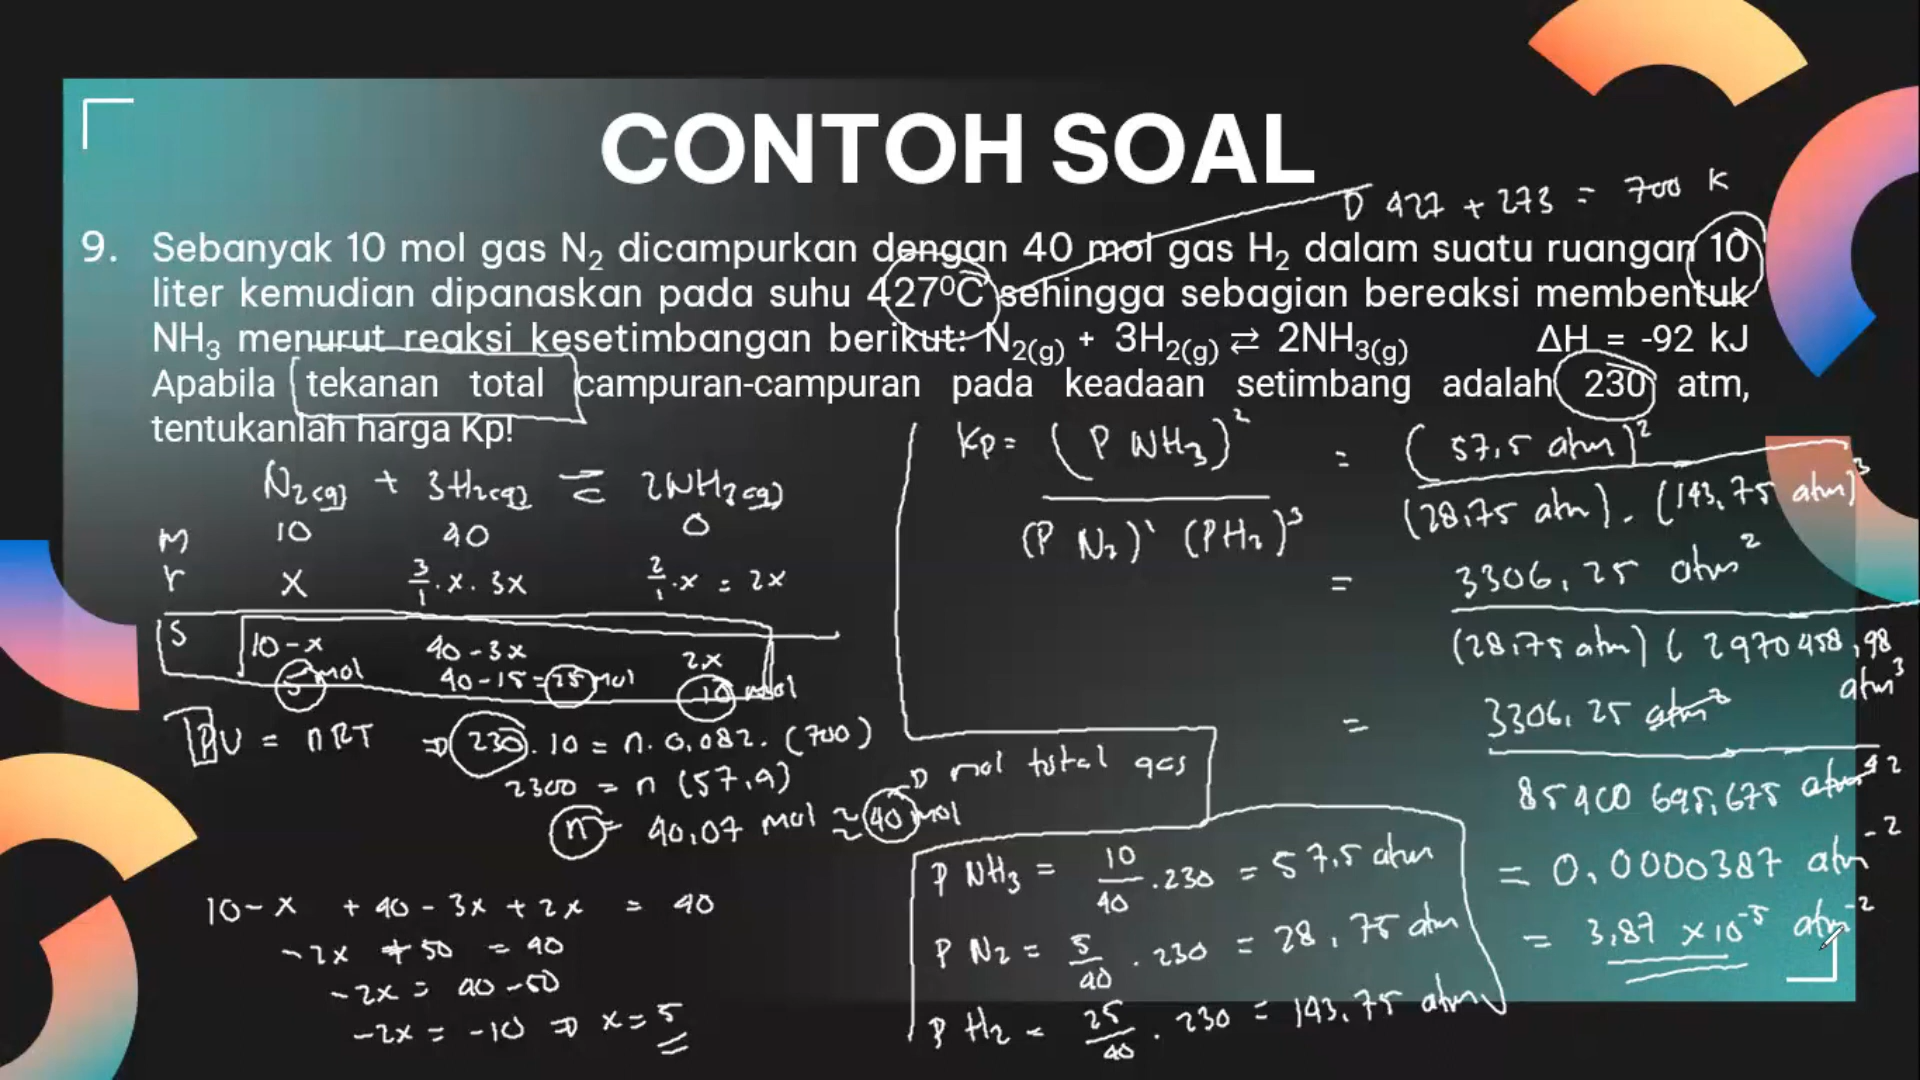 CONTOH SOAL
→ 427 + 273 = 700 K
9. Sebanyak 10 mol gas N₂ dicampurkan dengan 40 mol gas H₂ dalam suatu ruangan 10
liter kemudian dipanaskan pada suhu 427⁰C sehingga sebagian bereaksi membentuk
NH₃ menurut reaksi kesetimbangan berikut: N₂(g) + 3H₂(g) ⇄ 2NH₃(g) ΔH = -92 kJ
Apabila tekanan total campuran-campuran pada keadaan setimbang adalah 230 atm,
tentukanlah harga Kp!
N₂(g) + 3H₂(g) ⇌ 2NH₃(g)
M 10 40 0
r x 3/1 . x . 3x 2/1 . x = 2x
S 10 - x 40 - 3x 2x
5 mol 40 - 15 = 25 mol 10 mol
PV = nRT ⇒ 230 . 10 = n . 0,082 . (700)
2300 = n (57,4)
n = 40,07 mol ≈ 40 mol
→ mol total gas
10 - x + 40 - 3x + 2x = 40
-2x + 50 = 40
-2x = 40 - 50
-2x = -10 ⇒ x = 5
Kp = (P NH₃)² / (P N₂)¹ (PH₂)³ = (57,5 atm)² / (28,75 atm) . (143,75 atm)³
= 3306,25 atm² / (28,75 atm) ( 2970458,98 atm³
= 3306,25 atm² / 85400695,675 atm⁴ ²
= 0,0000387 atm⁻²
= 3,87 × 10⁻⁵ atm⁻²
P NH₃ = 10/40 . 230 = 57,5 atm
P N₂ = 5/40 . 230 = 28,75 atm
P H₂ = 25/40 . 230 = 143,75 atm